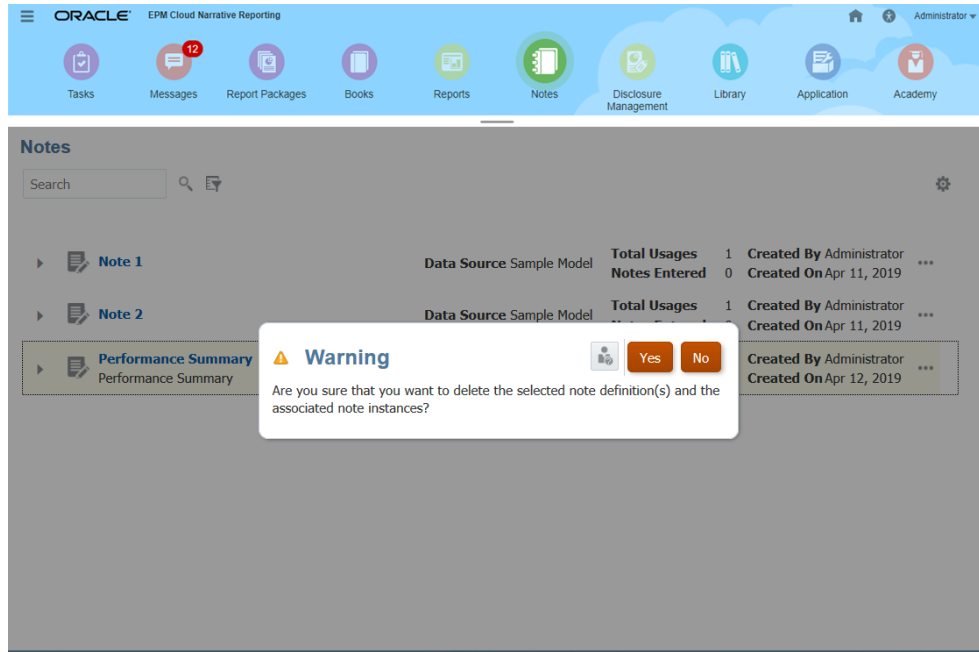 ORACLE® EPM Cloud Narrative Reporting Administrator
12
Tasks Messages Report Packages Books Reports Notes Disclosure Management Library Application Academy
Notes
Search
Note 1 Data Source Sample Model Total Usages 1 Created By Administrator
Notes Entered 0 Created On Apr 11, 2019
Note 2 Data Source Sample Model Total Usages 1 Created By Administrator
Created On Apr 11, 2019
Performance Summary Created By Administrator
Performance Summary Created On Apr 12, 2019
Warning Yes No
Are you sure that you want to delete the selected note definition(s) and the
associated note instances?